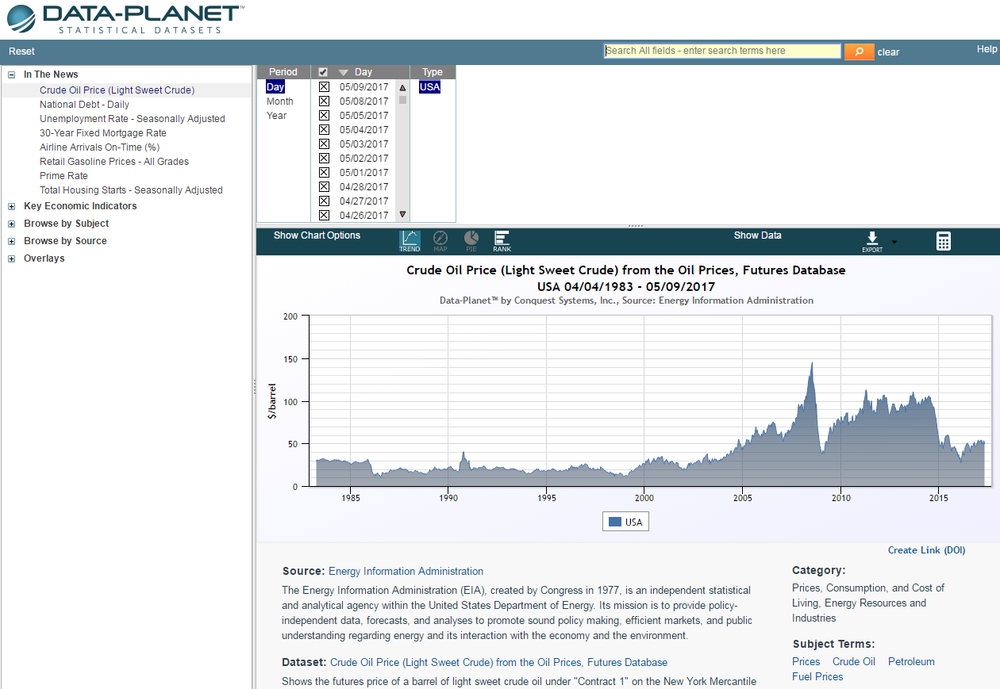 DATA-PLANET™
STATISTICAL DATASETS
Reset
Search All fields - enter search terms here
clear
Help
In The News
Crude Oil Price (Light Sweet Crude)
National Debt - Daily
Unemployment Rate - Seasonally Adjusted
30-Year Fixed Mortgage Rate
Airline Arrivals On-Time (%)
Retail Gasoline Prices - All Grades
Prime Rate
Total Housing Starts - Seasonally Adjusted
Key Economic Indicators
Browse by Subject
Browse by Source
Overlays
Period
Day
Month
Year
Day
05/09/2017
05/08/2017
05/05/2017
05/04/2017
05/03/2017
05/02/2017
05/01/2017
04/28/2017
04/27/2017
04/26/2017
Type
USA
Show Chart Options
TREND
MAP
PIE
RANK
Show Data
EXPORT
Crude Oil Price (Light Sweet Crude) from the Oil Prices, Futures Database
USA 04/04/1983 - 05/09/2017
Data-Planet™ by Conquest Systems, Inc., Source: Energy Information Administration
$/barrel
200
150
100
50
0
1985 1990 1995 2000 2005 2010 2015
USA
Create Link (DOI)
Source: Energy Information Administration
The Energy Information Administration (EIA), created by Congress in 1977, is an independent statistical
and analytical agency within the United States Department of Energy. Its mission is to provide policy-
independent data, forecasts, and analyses to promote sound policy making, efficient markets, and public
understanding regarding energy and its interaction with the economy and the environment.
Dataset: Crude Oil Price (Light Sweet Crude) from the Oil Prices, Futures Database
Shows the futures price of a barrel of light sweet crude oil under "Contract 1" on the New York Mercantile
Category:
Prices, Consumption, and Cost of
Living, Energy Resources and
Industries
Subject Terms:
Prices Crude Oil Petroleum
Fuel Prices